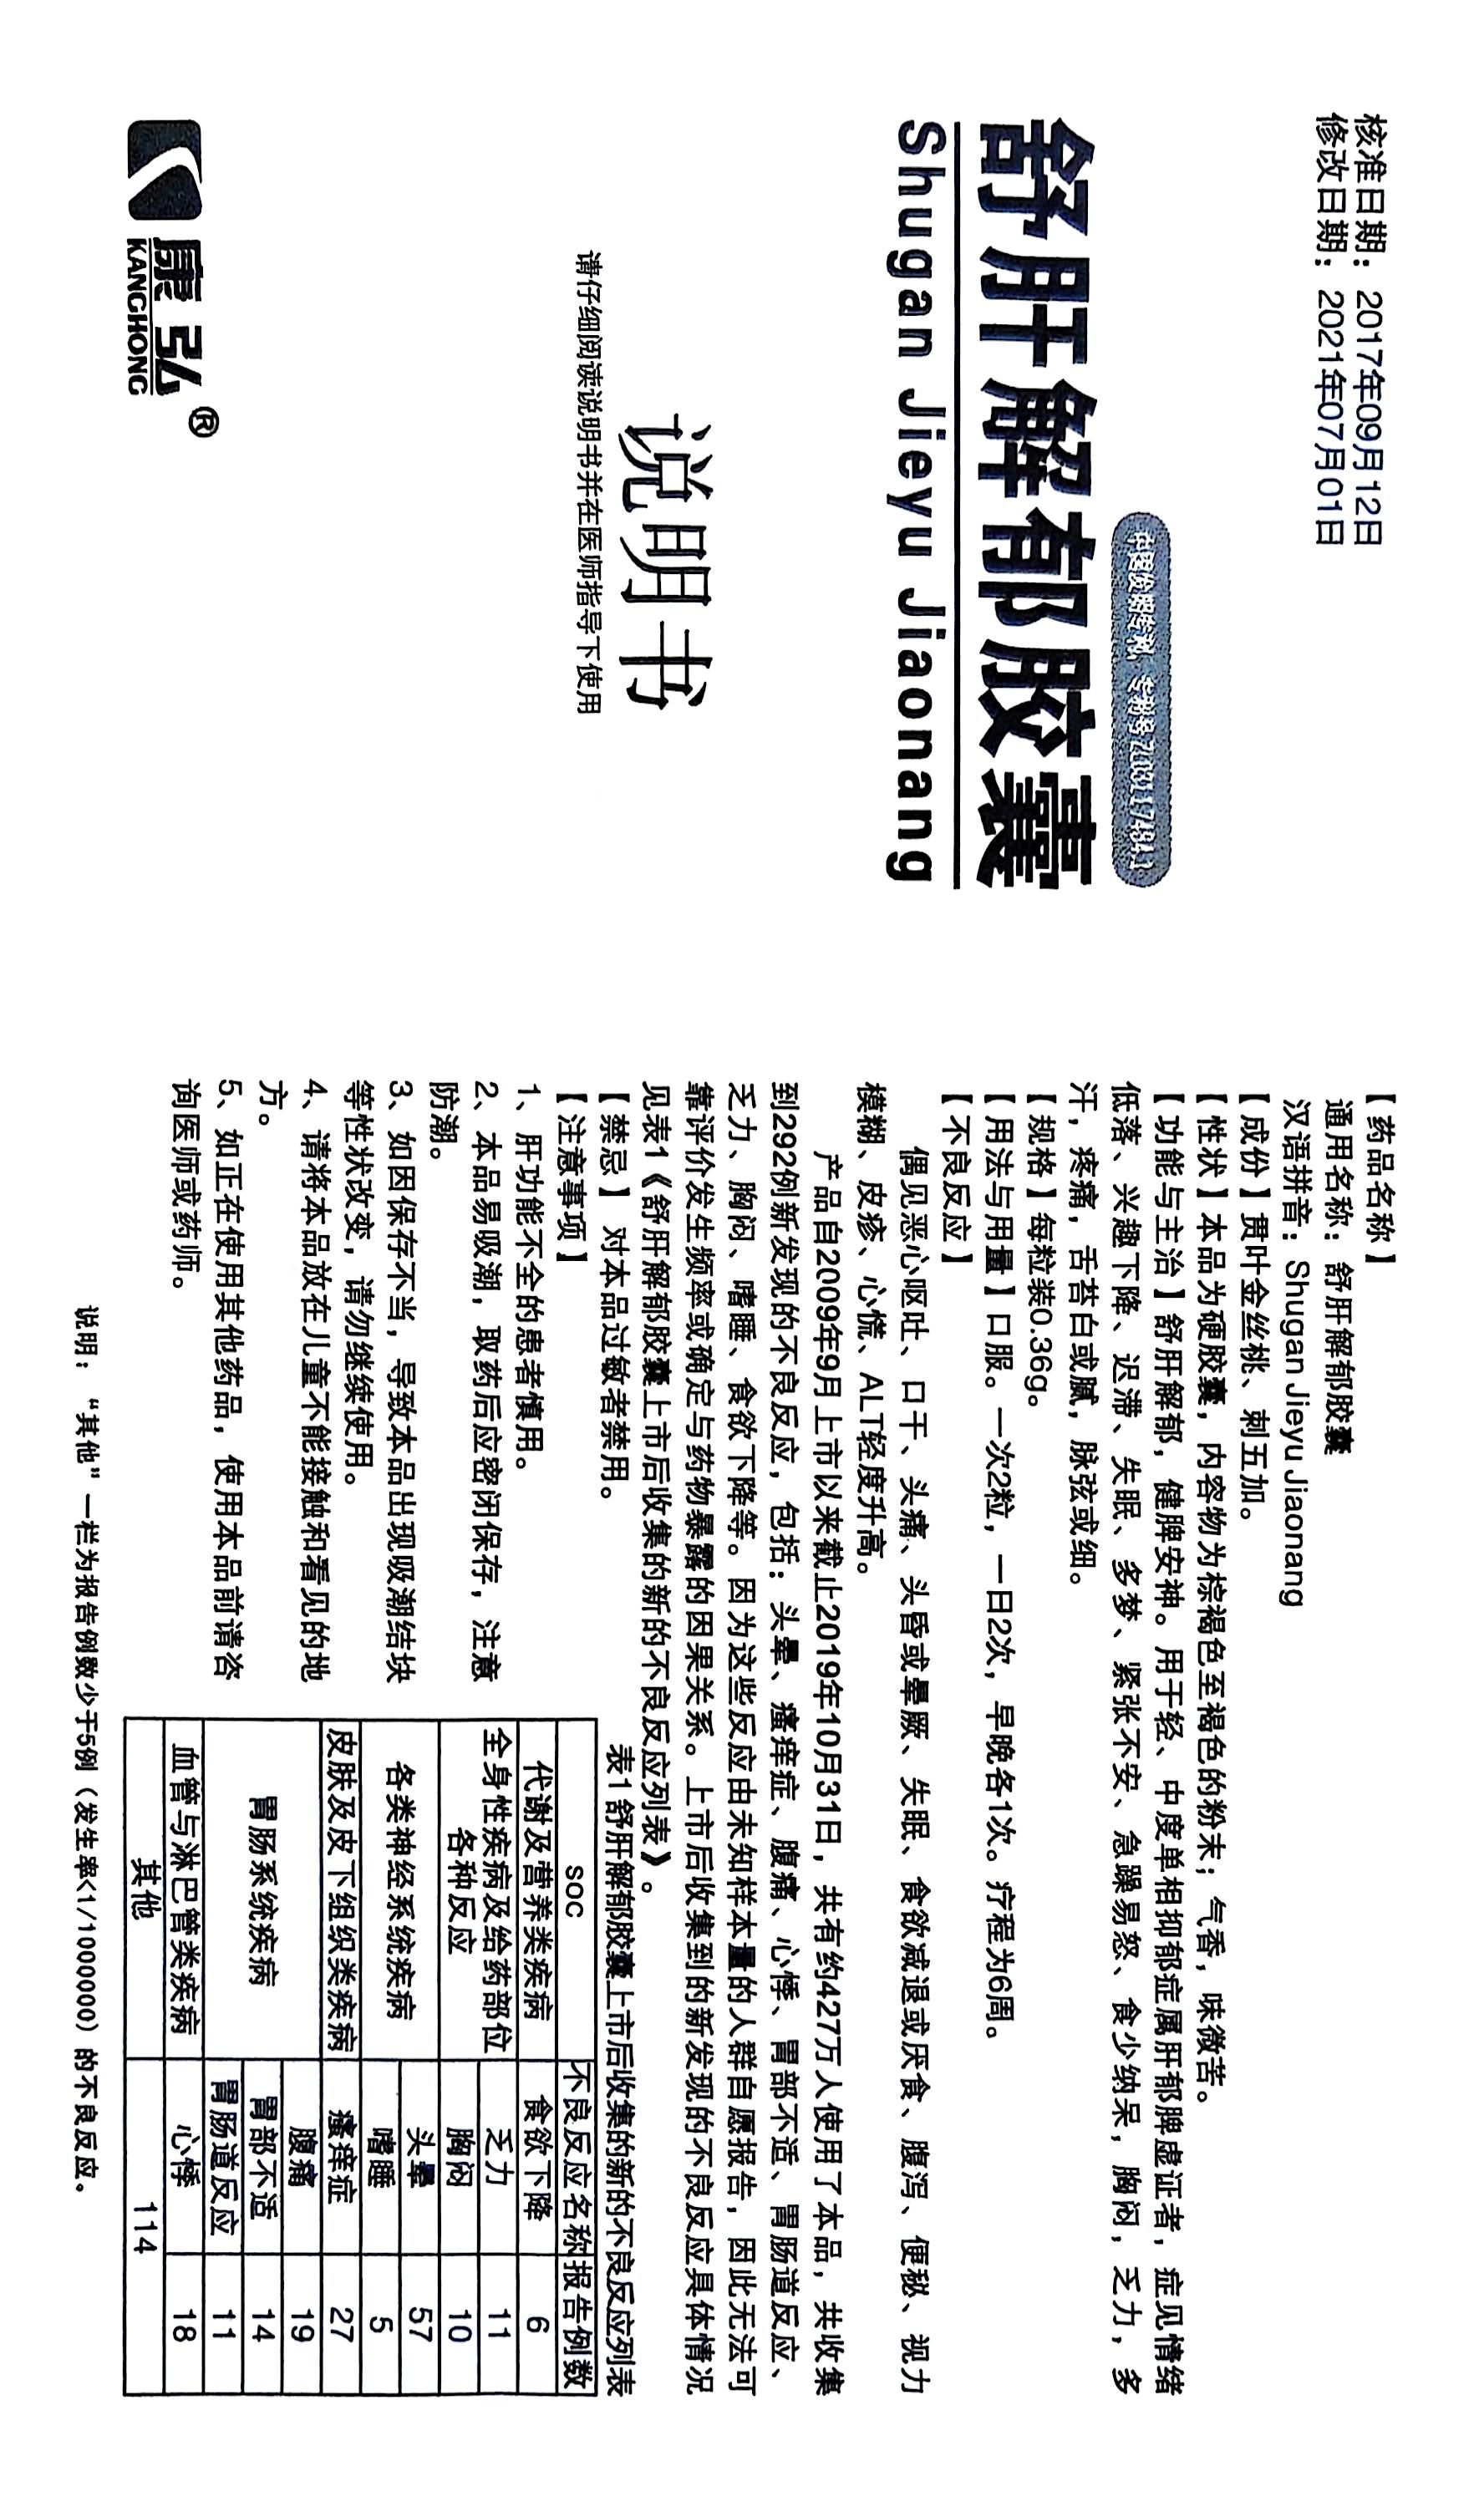 核准日期：2017年09月12日
修改日期：2021年07月01日
中国发明专利，专利号ZL03117484.1
舒肝解郁胶囊
Shugan Jieyu Jiaonang
说明书
请仔细阅读说明书并在医师指导下使用
康弘®
KANGHONG
【药品名称】
通用名称：舒肝解郁胶囊
汉语拼音：Shugan Jieyu Jiaonang
【成份】贯叶金丝桃、刺五加。
【性状】本品为硬胶囊，内容物为棕褐色至褐色的粉末；气香，味微苦。
【功能与主治】舒肝解郁，健脾安神。用于轻、中度单相抑郁症属肝郁脾虚证者，症见情绪
低落、兴趣下降、迟滞、失眠、多梦、紧张不安、急躁易怒、食少纳呆，胸闷，乏力，多
汗，疼痛，舌苔白或腻，脉弦或细。
【规格】每粒装0.36g。
【用法与用量】口服。一次2粒，一日2次，早晚各1次。疗程为6周。
【不良反应】
偶见恶心呕吐、口干、头痛、头昏或晕厥、失眠、食欲减退或厌食、腹泻、便秘、视力
模糊、皮疹、心慌、ALT轻度升高。
产品自2009年9月上市以来截止2019年10月31日，共有约427万人使用了本品，共收集
到292例新发现的不良反应，包括：头晕、瘙痒症、腹痛、心悸、胃部不适、胃肠道反应、
乏力、胸闷、嗜睡、食欲下降等。因为这些反应由未知样本量的人群自愿报告，因此无法可
靠评价发生频率或确定与药物暴露的因果关系。上市后收集到的新发现的不良反应具体情况
见表1《舒肝解郁胶囊上市后收集的新的不良反应列表》。
【禁忌】 对本品过敏者禁用。
【注意事项】
1、肝功能不全的患者慎用。
2、本品易吸潮，取药后应密闭保存，注意
防潮。
3、如因保存不当，导致本品出现吸潮结块
等性状改变，请勿继续使用。
4、请将本品放在儿童不能接触和看见的地
方。
5、如正在使用其他药品，使用本品前请咨
询医师或药师。
表1 舒肝解郁胶囊上市后收集的新的不良反应列表
SOC 不良反应名称 报告例数
代谢及营养类疾病 食欲下降 6
全身性疾病及给药部位
各种反应
乏力 11
胸闷 10
各类神经系统疾病
头晕 57
嗜睡 5
皮肤及皮下组织类疾病 瘙痒症 27
胃肠系统疾病
腹痛 19
胃部不适 14
胃肠道反应 11
血管与淋巴管类疾病 心悸 18
其他 114
说明：“其他”一栏为报告例数少于5例（发生率<1/1000000）的不良反应。